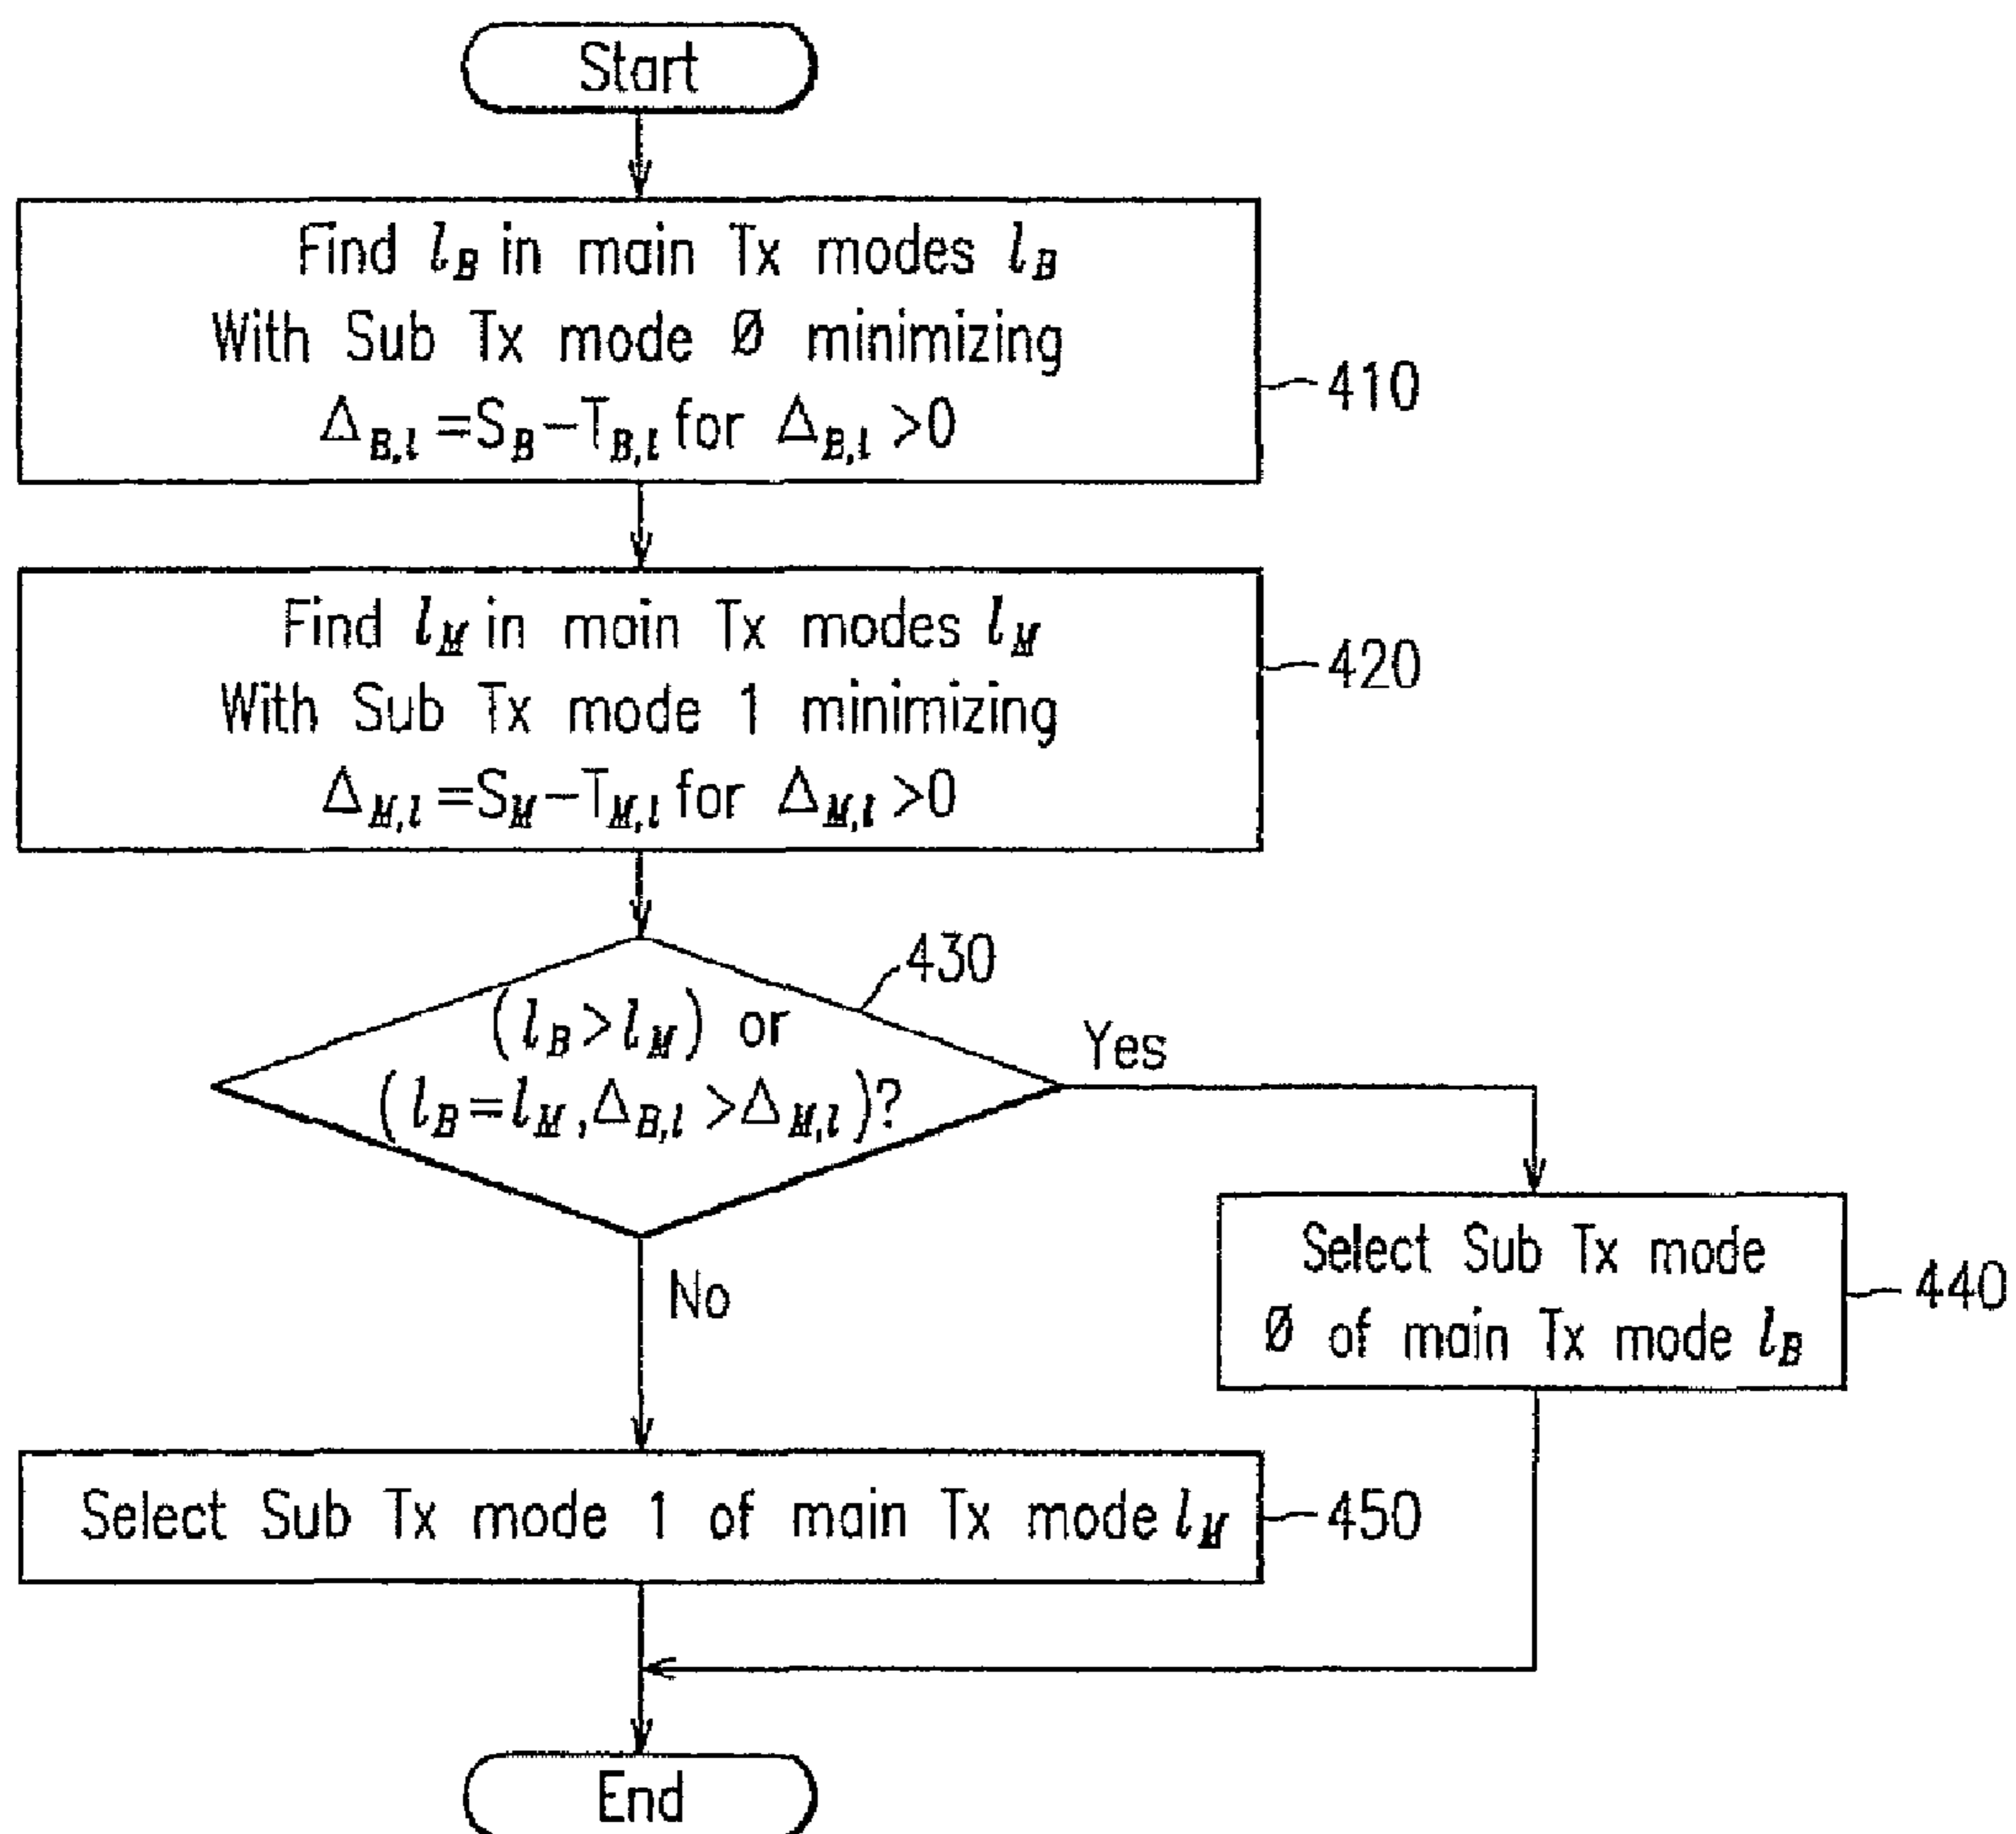 Start
Find l_B in main Tx modes l_B
With Sub Tx mode Ø minimizing
Δ_B,l =S_B−T_B,l for Δ_B,l >0
410
Find l_M in main Tx modes l_M
With Sub Tx mode 1 minimizing
Δ_M,l =S_M−T_M,l for Δ_M,l >0
420
430
(l_B>l_M) or
(l_B=l_M,Δ_B,l >Δ_M,l)?
Yes
No
Select Sub Tx mode
Ø of main Tx mode l_B
440
Select Sub Tx mode 1 of main Tx mode l_M
450
End